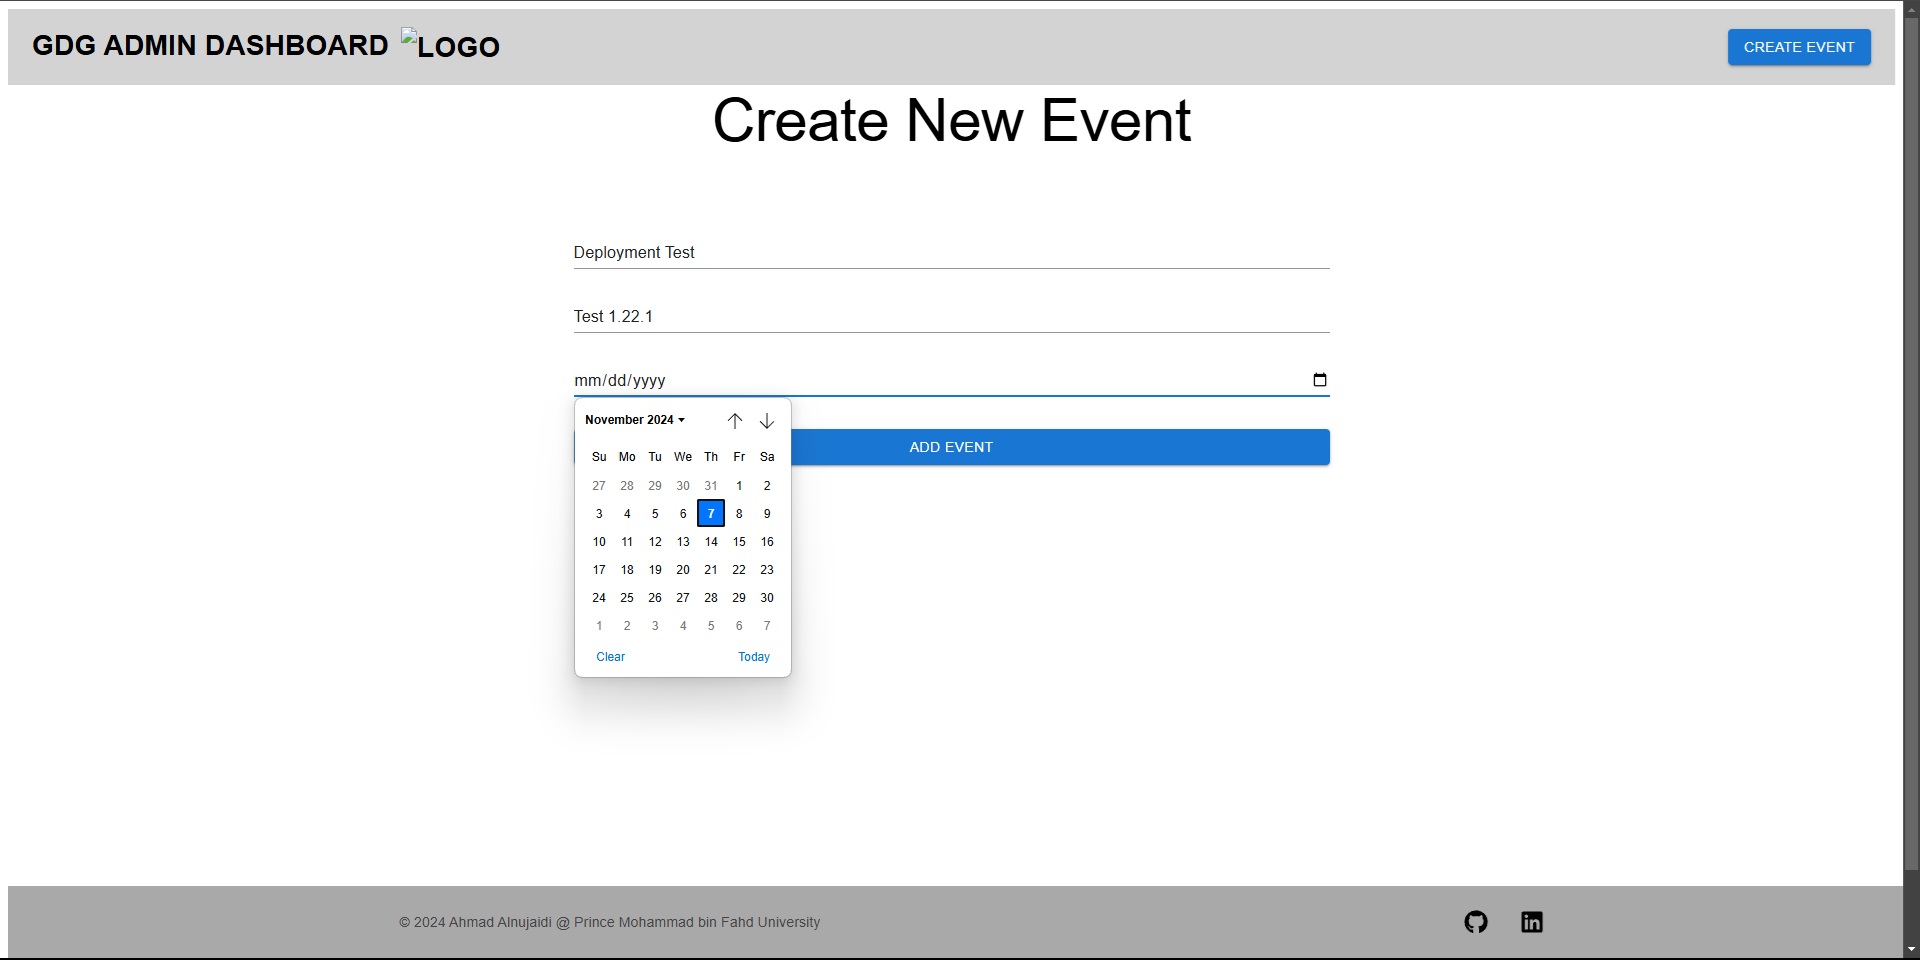 GDG ADMIN DASHBOARD LOGO
CREATE EVENT
Create New Event
Deployment Test
Test 1.22.1
mm/dd/yyyy
November 2024
ADD EVENT
Su Mo Tu We Th Fr Sa
27 28 29 30 31 1 2
3 4 5 6 7 8 9
10 11 12 13 14 15 16
17 18 19 20 21 22 23
24 25 26 27 28 29 30
1 2 3 4 5 6 7
Clear Today
© 2024 Ahmad Alnujaidi @ Prince Mohammad bin Fahd University
in